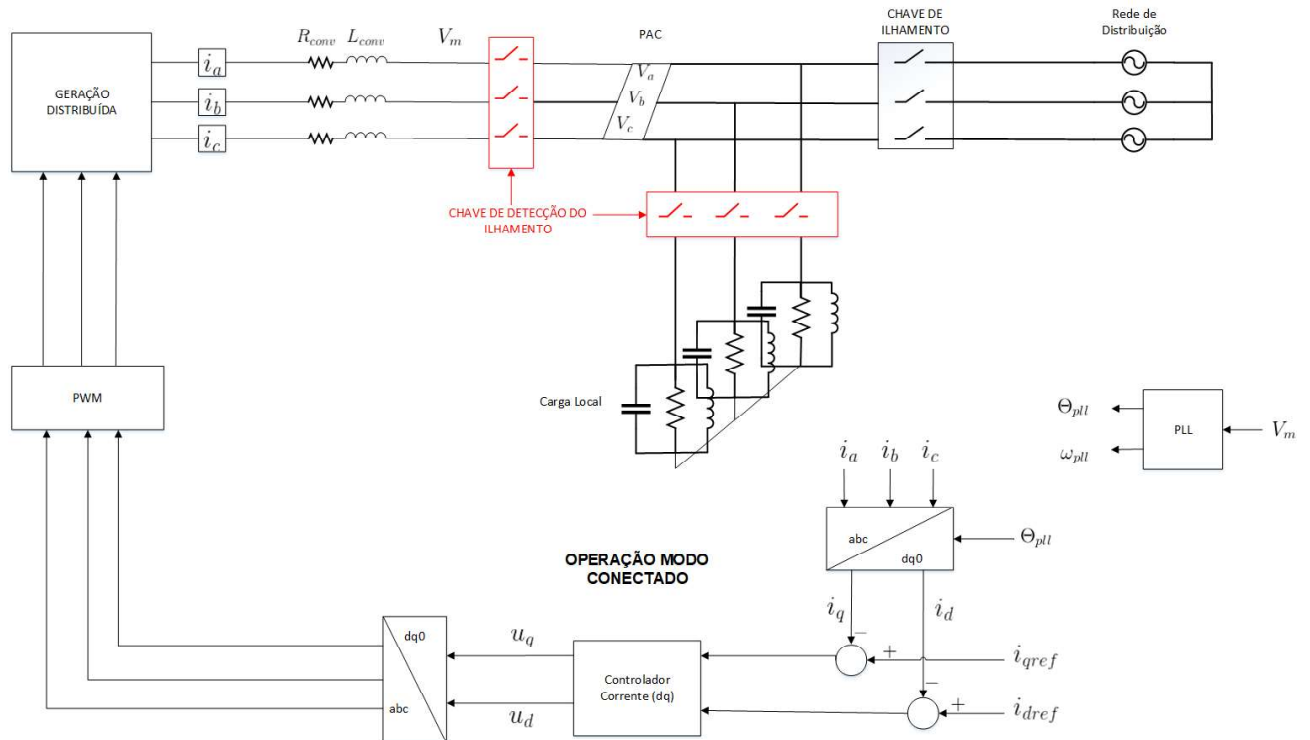 CHAVE DE
ILHAMENTO
Rede de
Distribuição
R_conv L_conv
V_m
PAC
GERAÇÃO
DISTRIBUÍDA
i_a
i_b
i_c
V_a
V_b
V_c
CHAVE DE DETECÇÃO DO
ILHAMENTO
PWM
Carga Local
Θ_pll
ω_pll
PLL
V_m
i_a i_b i_c
abc
dq0
Θ_pll
OPERAÇÃO MODO
CONECTADO
i_q
i_d
dq0
abc
u_q
u_d
Controlador
Corrente (dq)
−
+
i_qref
−
+
i_dref